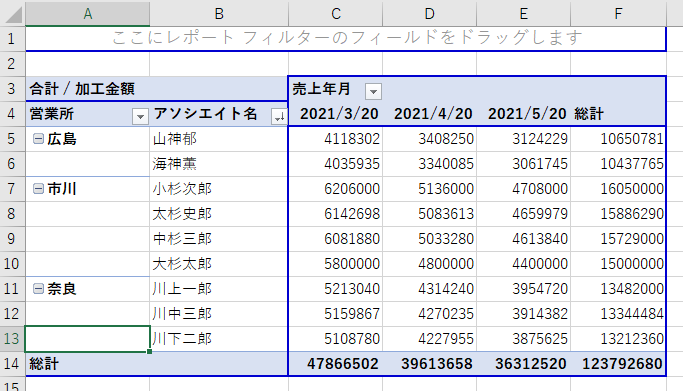 A B C D E F
1 ここにレポート フィルターのフィールドをドラッグします
2
3 合計 / 加工金額 売上年月
4 営業所 アソシエイト名 2021/3/20 2021/4/20 2021/5/20 総計
5 広島 山神郁 4118302 3408250 3124229 10650781
6 海神薫 4035935 3340085 3061745 10437765
7 市川 小杉次郎 6206000 5136000 4708000 16050000
8 太杉史郎 6142698 5083613 4659979 15886290
9 中杉三郎 6081880 5033280 4613840 15729000
10 大杉太郎 5800000 4800000 4400000 15000000
11 奈良 川上一郎 5213040 4314240 3954720 13482000
12 川中三郎 5159867 4270235 3914382 13344484
13 川下二郎 5108780 4227955 3875625 13212360
14 総計 47866502 39613658 36312520 123792680
15